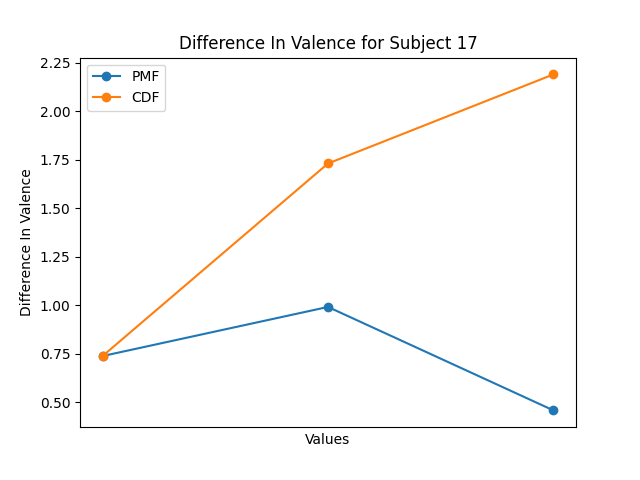 Difference In Valence for Subject 17
PMF
CDF
2.25
2.00
1.75
1.50
1.25
1.00
0.75
0.50
Difference In Valence
Values